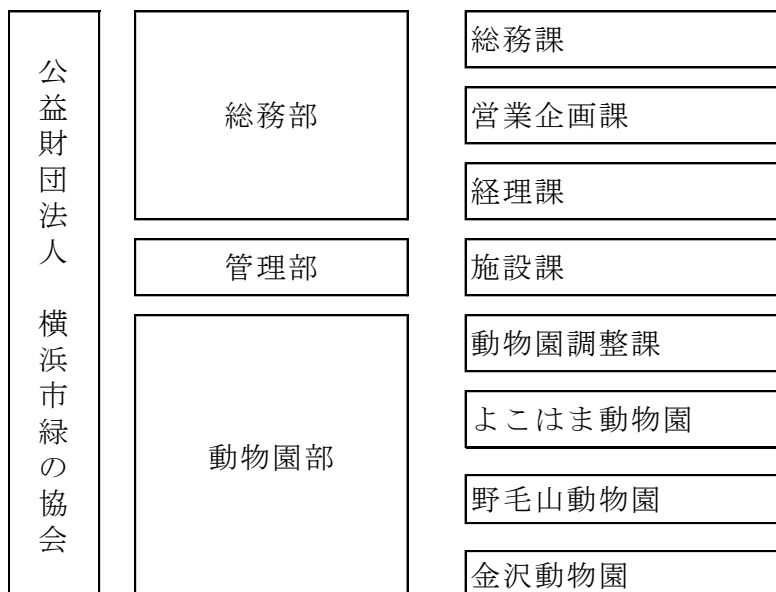 公益財団法人　横浜市緑の協会
総務部
総務課
営業企画課
経理課
管理部
施設課
動物園部
動物園調整課
よこはま動物園
野毛山動物園
金沢動物園